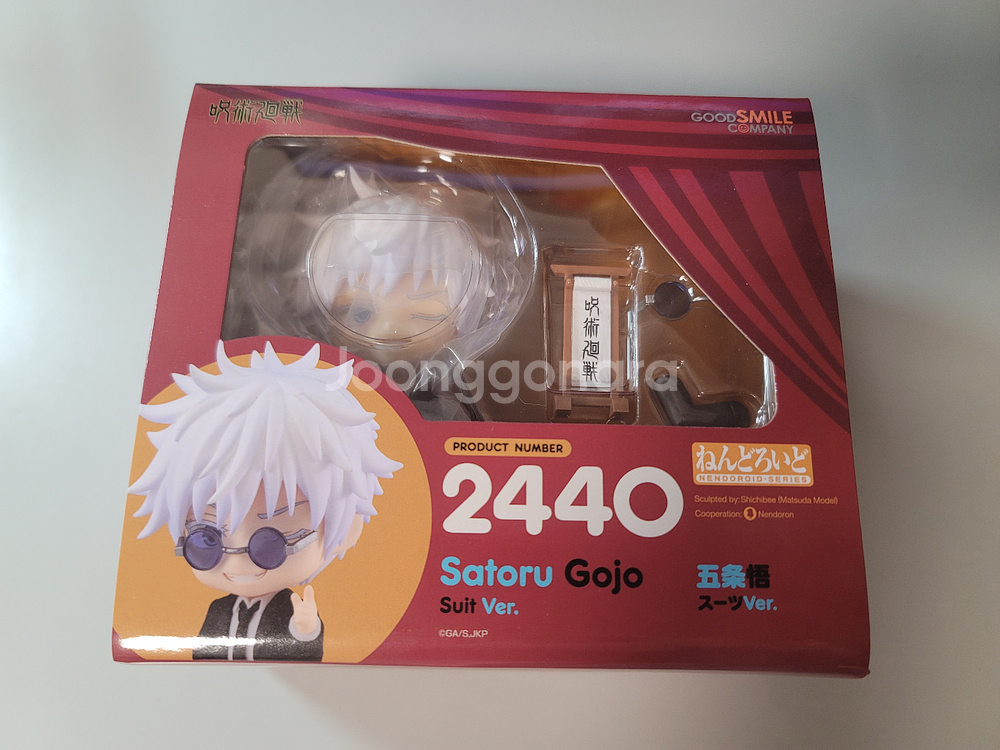 呪術廻戦
GOODSMILE
COMPANY
呪術廻戦
Joonggonara
PRODUCT NUMBER
2440
ねんどろいど
NENDOROID·SERIES
Sculpted by: Shichibee (Matsuda Model)
Cooperation: Nendoron
Satoru Gojo
Suit Ver.
五条悟
スーツVer.
©GA/S,JKP